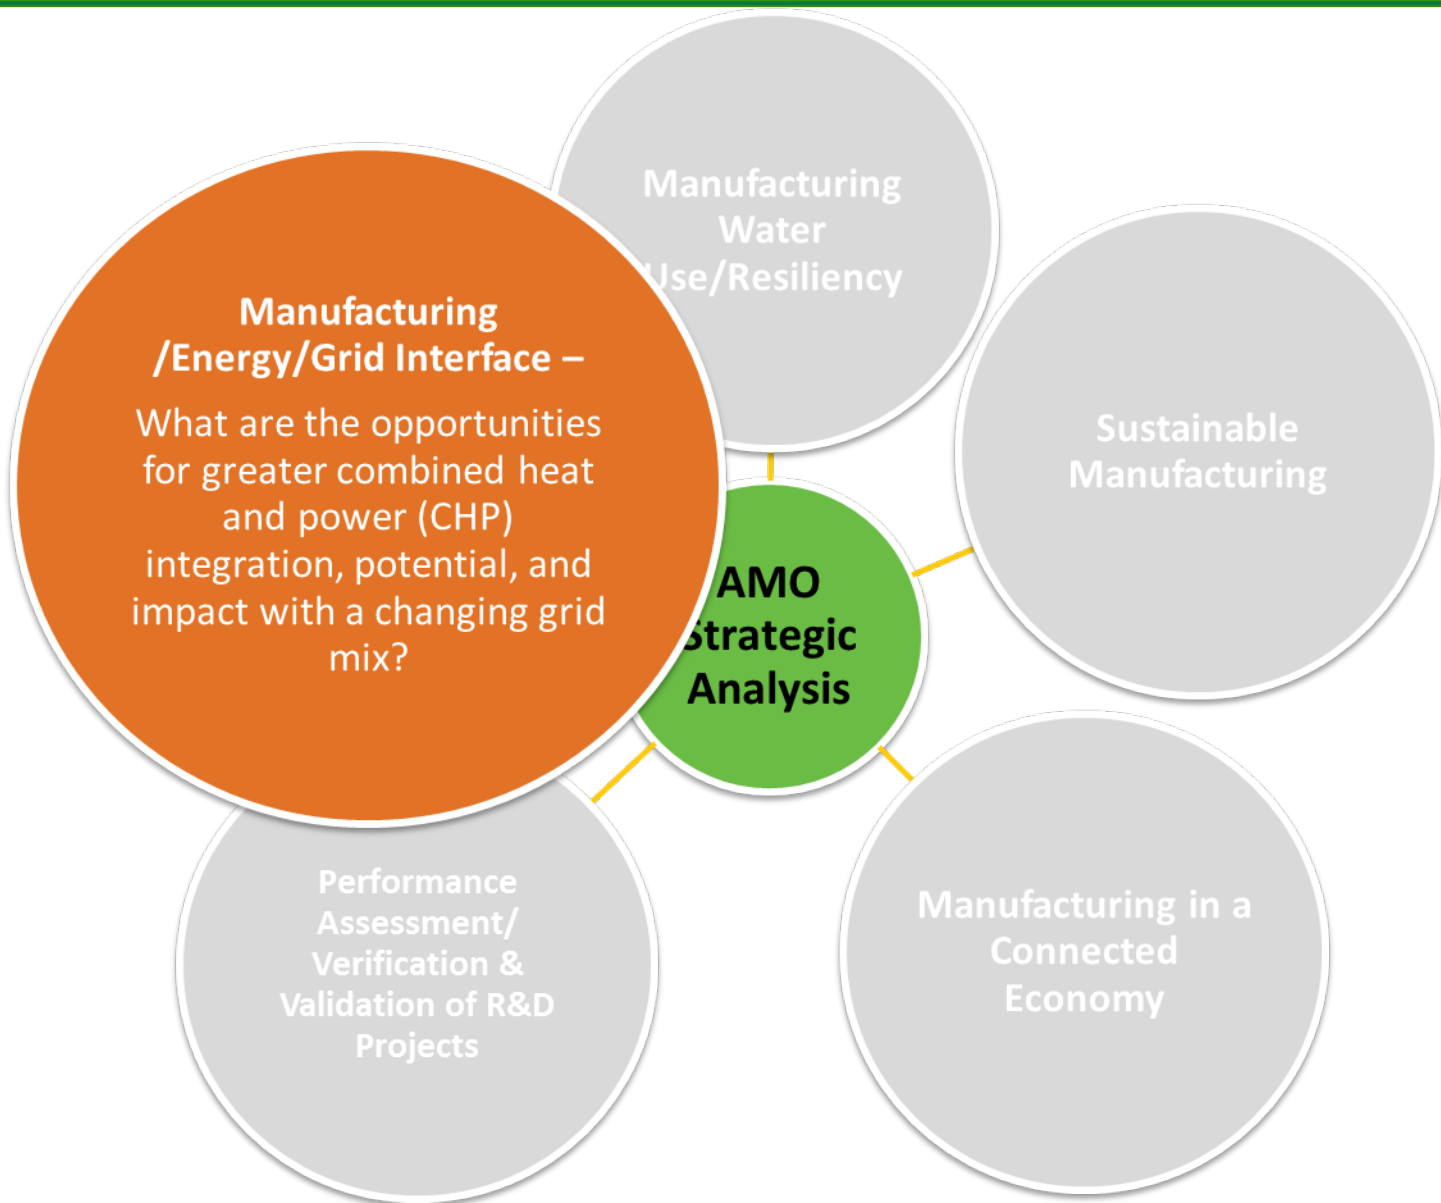 Manufacturing
Water
Use/Resiliency
Manufacturing
/Energy/Grid Interface –
What are the opportunities
for greater combined heat
and power (CHP)
integration, potential, and
impact with a changing grid
mix?
Sustainable
Manufacturing
AMO
Strategic
Analysis
Performance
Assessment/
Verification &
Validation of R&D
Projects
Manufacturing in a
Connected
Economy